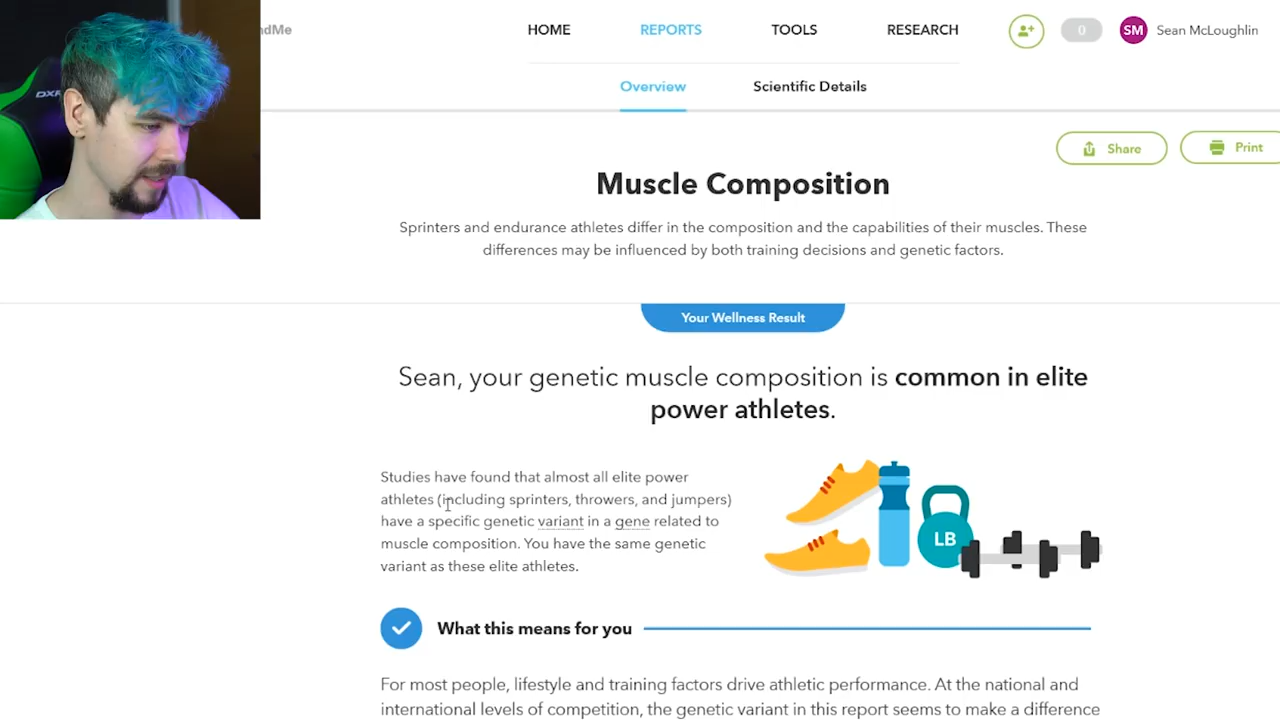 ndMe
HOME REPORTS TOOLS RESEARCH 0 SM Sean McLoughlin
Overview Scientific Details
Share Print
Muscle Composition
Sprinters and endurance athletes differ in the composition and the capabilities of their muscles. These
differences may be influenced by both training decisions and genetic factors.
Your Wellness Result
Sean, your genetic muscle composition is common in elite
power athletes.
Studies have found that almost all elite power
athletes (including sprinters, throwers, and jumpers)
have a specific genetic variant in a gene related to
muscle composition. You have the same genetic
variant as these elite athletes.
LB
What this means for you
For most people, lifestyle and training factors drive athletic performance. At the national and
international levels of competition, the genetic variant in this report seems to make a difference